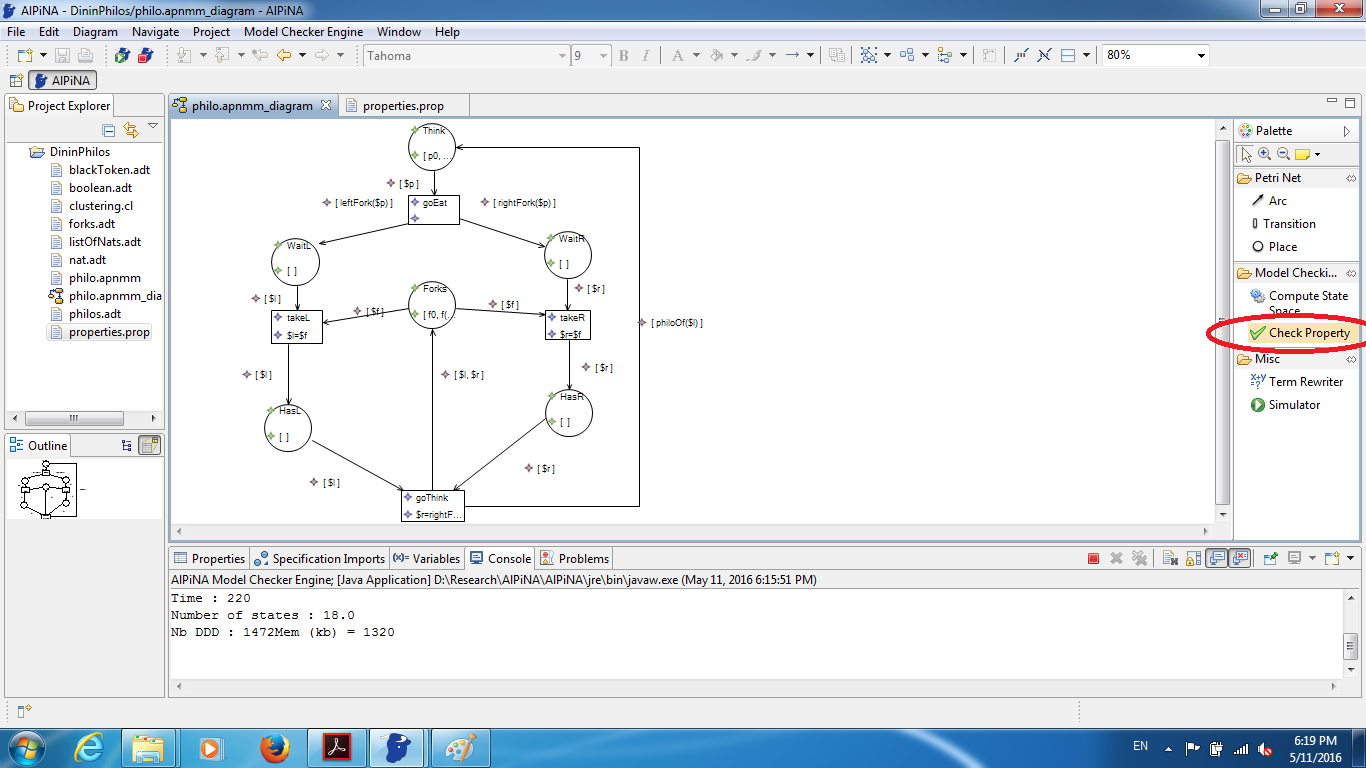 AlPiNA - DininPhilos/philo.apnmm_diagram - AlPiNA
File Edit Diagram Navigate Project Model Checker Engine Window Help
Tahoma 9 B I A 80%
AlPiNA
Project Explorer
DininPhilos
blackToken.adt
boolean.adt
clustering.cl
forks.adt
listOfNats.adt
nat.adt
philo.apnmm
philo.apnmm_dia
philos.adt
properties.prop
Outline
philo.apnmm_diagram properties.prop
Think
[ p0, ...
[ $p ]
[ leftFork($p) ] goEat [ rightFork($p) ]
WaitL WaitR
[ ] [ ]
[ $l ] Forks [ $r ]
[ f0, f(...
[ $f ] [ $f ]
takeL takeR
$l=$f $r=$f
[ philoOf($l) ]
[ $l ] [ $l, $r ] [ $r ]
HasL HasR
[ ] [ ]
[ $l ] [ $r ]
goThink
$r=rightF...
Palette
Petri Net
Arc
Transition
Place
Model Checki...
Compute State
Space
Check Property
Misc
Term Rewriter
Simulator
Properties Specification Imports (x)= Variables Console Problems
AlPiNA Model Checker Engine; [Java Application] D:\Research\AlPiNA\AlPiNA\jre\bin\javaw.exe (May 11, 2016 6:15:51 PM)
Time : 220
Number of states : 18.0
Nb DDD : 1472Mem (kb) = 1320
EN
6:19 PM
5/11/2016